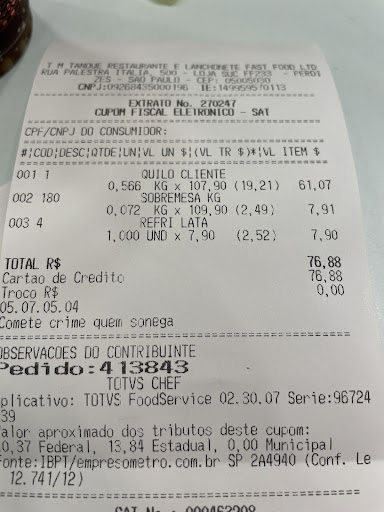 T M TANQUE RESTAURANTE E LANCHONETE FAST FOOD LTD
RUA PALESTRA ITALIA, 500 - LOJA SUC FF233 - PERDI
ZES - SAO PAULO - CEP: 05005030
CNPJ:09268435000196 IE:149959570113
EXTRATO No. 270247
CUPOM FISCAL ELETRONICO - SAT
CPF/CNPJ DO CONSUMIDOR:
#|COD|DESC|QTDE|UN|VL UN $|(VL TR $)*|VL ITEM $
001 1 QUILO CLIENTE
0,566 KG x 107,90 (19,21) 61,07
002 180 SOBREMESA KG
0,072 KG x 109,90 (2,49) 7,91
003 4 REFRI LATA
1,000 UND x 7,90 (2,52) 7,90
TOTAL R$ 76,88
Cartao de Credito 76,88
Troco R$ 0,00
05.07.05.04
Comete crime quem sonega
OBSERVACOES DO CONTRIBUINTE
Pedido:413843
TOTVS CHEF
plicativo: TOTVS FoodService 02.30.07 Serie:96724
39
alor aproximado dos tributos deste cupom:
0,37 Federal, 13,84 Estadual, 0,00 Municipal
onte:IBPT/empresometro.com.br SP 2A4940 (Conf. Le
12.741/12)